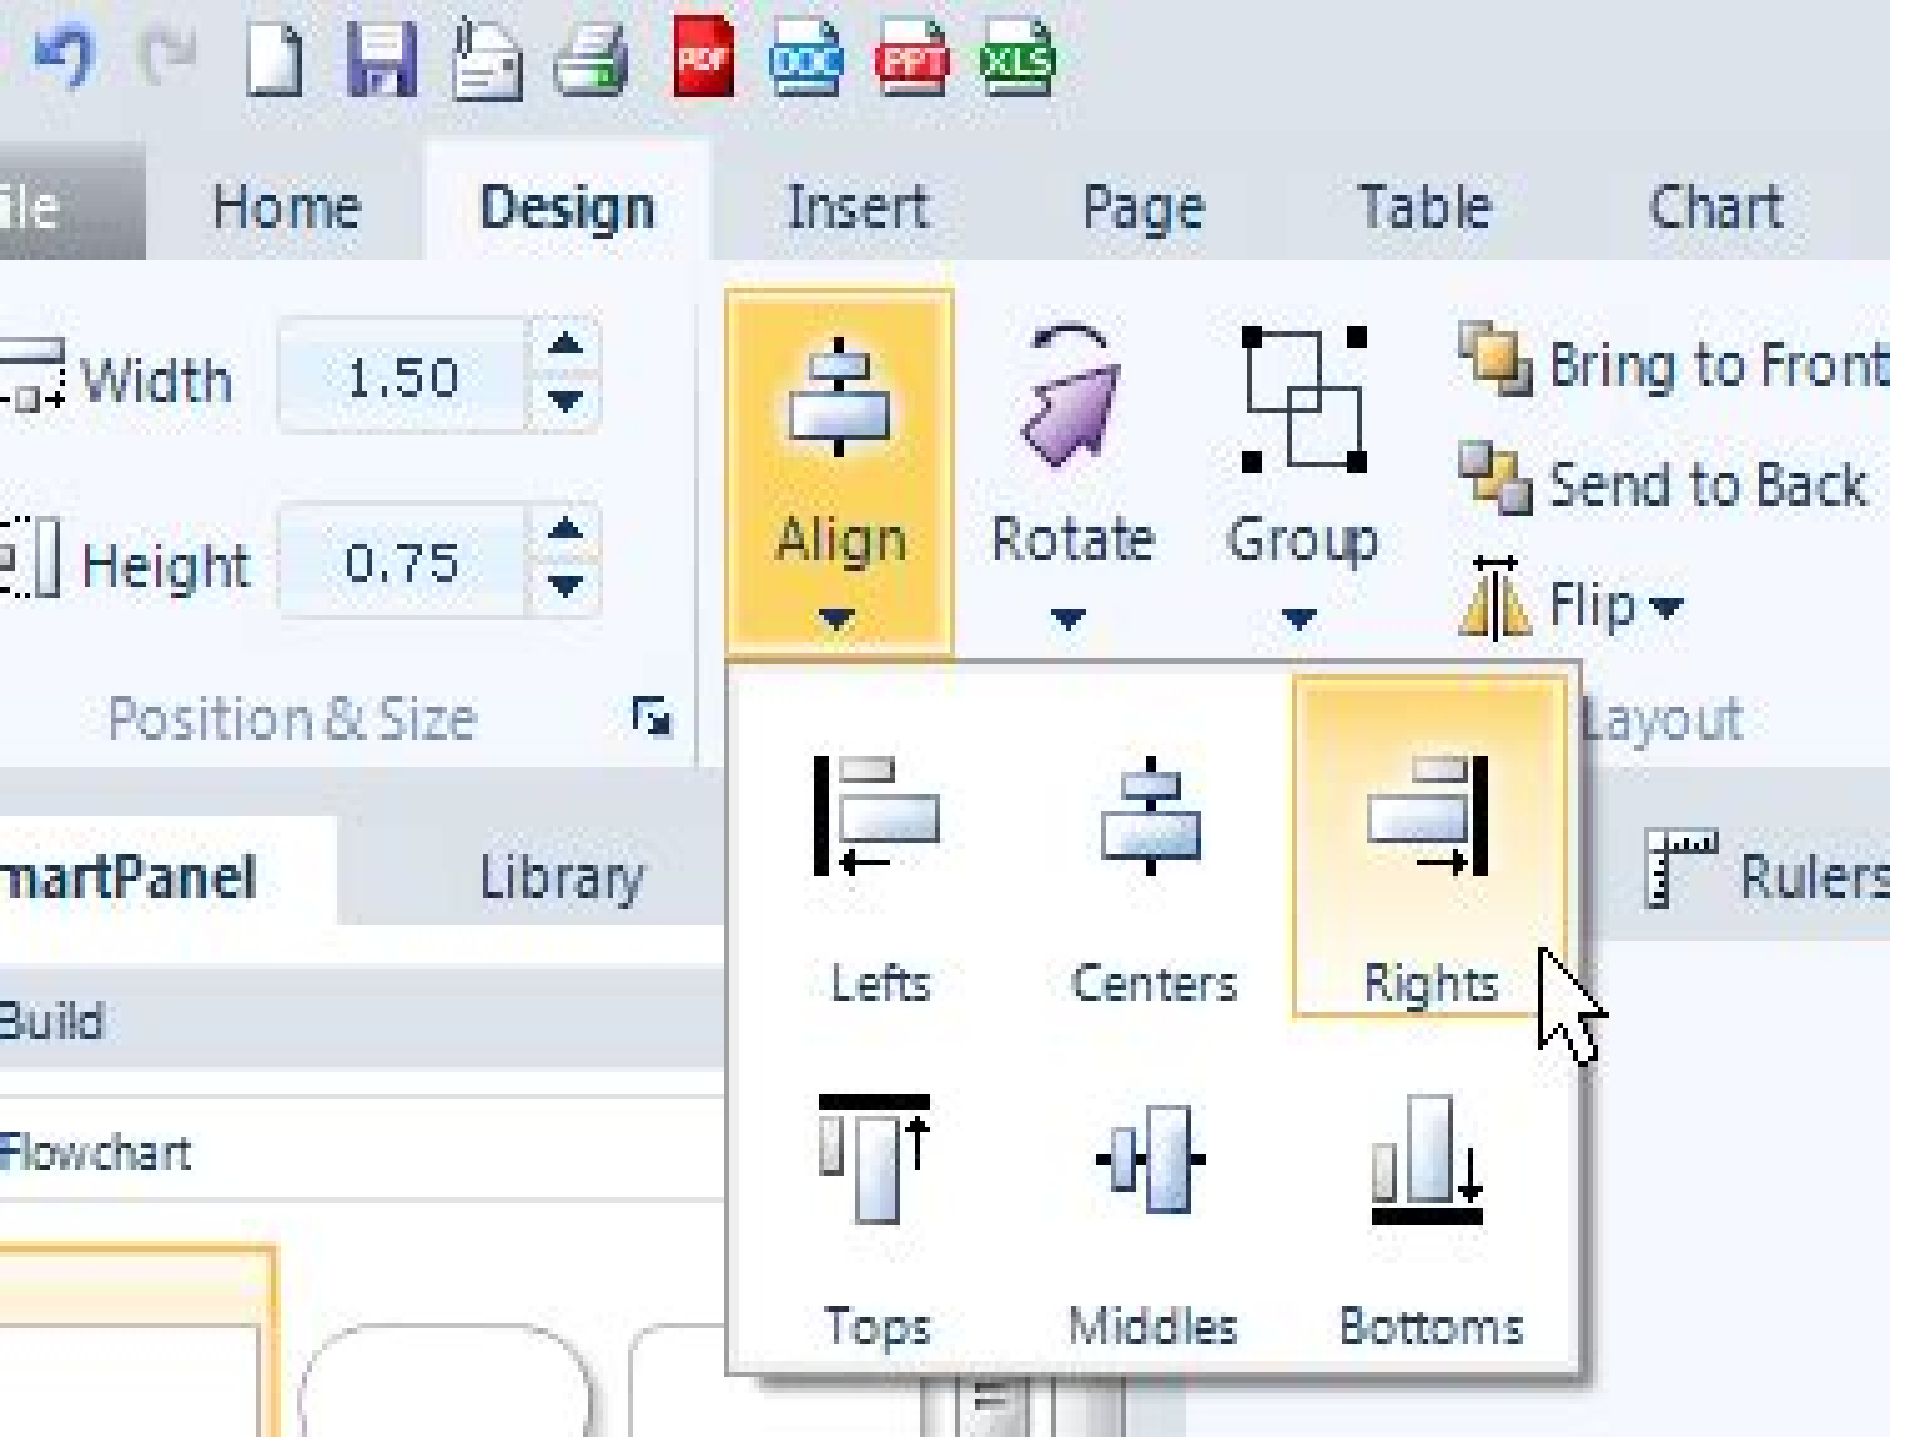 PDF DOC PPT XLS
ile Home Design Insert Page Table Chart
Width 1.50
Height 0.75
Position & Size
Align Rotate Group
Bring to Front
Send to Back
Flip
Layout
martPanel Library
Rulers
Build
Flowchart
Lefts Centers Rights
Tops Middles Bottoms